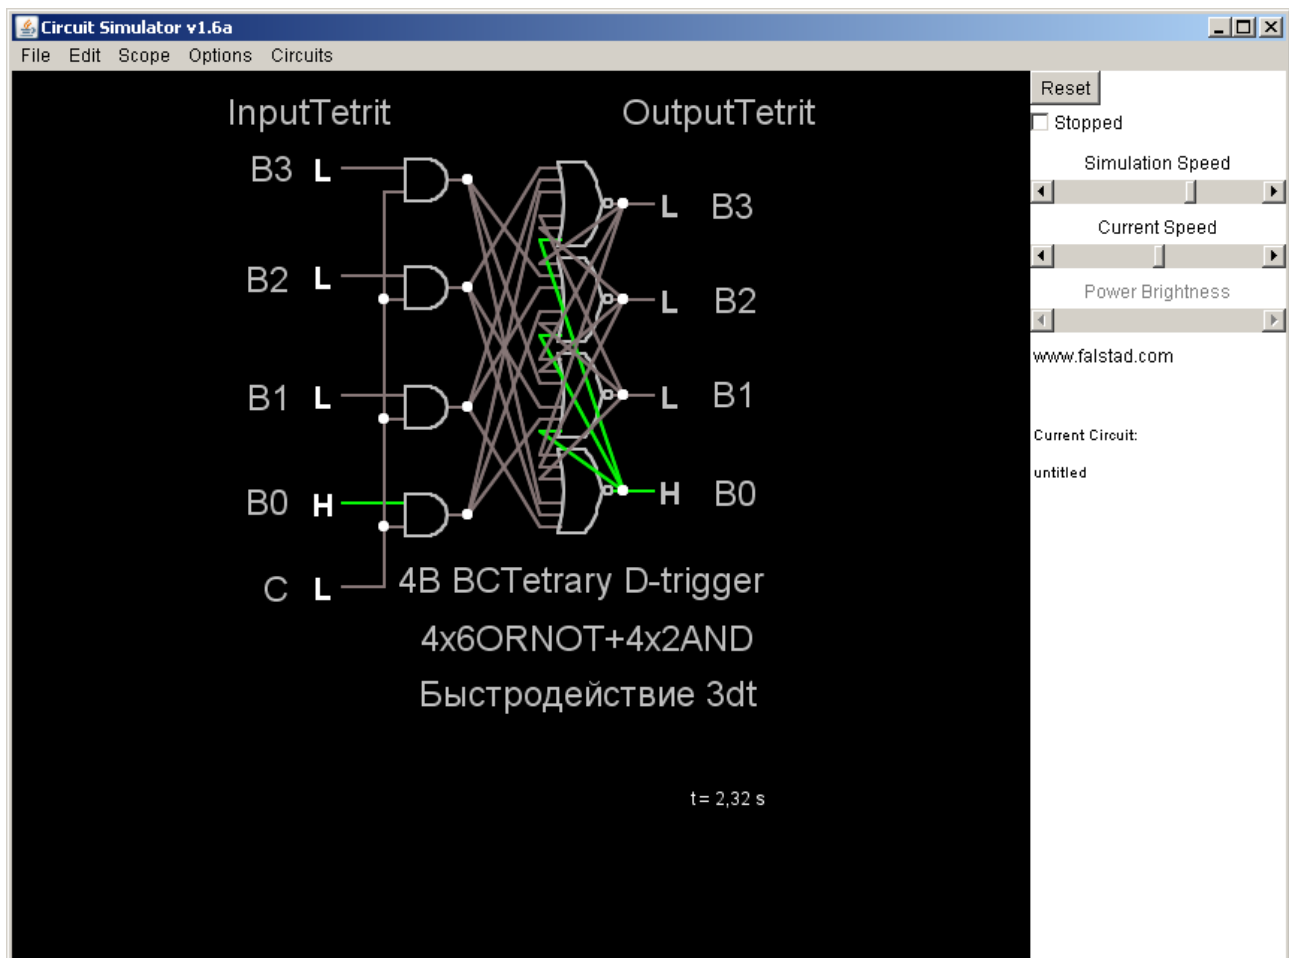 Circuit Simulator v1.6a
File Edit Scope Options Circuits
Reset
Stopped
Simulation Speed
Current Speed
Power Brightness
www.falstad.com
Current Circuit:
untitled
InputTetrit OutputTetrit
B3 L L B3
B2 L L B2
B1 L L B1
B0 H H B0
C L
4B BCTetrary D-trigger
4x6ORNOT+4x2AND
Быстродействие 3dt
t = 2,32 s